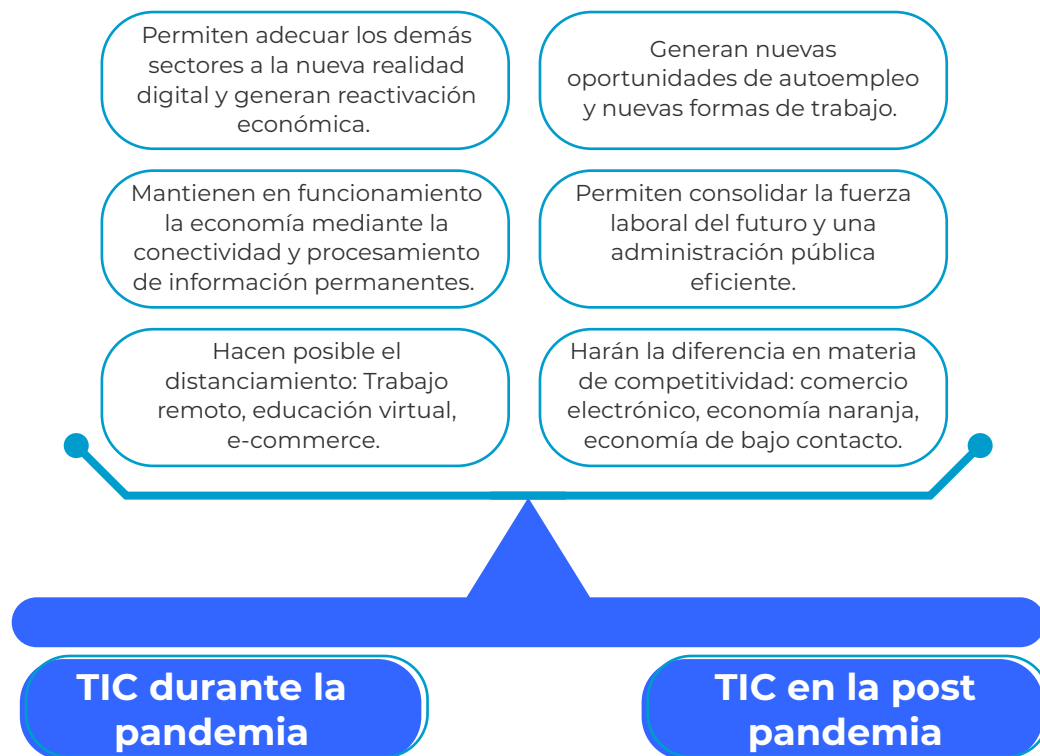 Permiten adecuar los demás
sectores a la nueva realidad
digital y generan reactivación
económica.
Generan nuevas
oportunidades de autoempleo
y nuevas formas de trabajo.
Mantienen en funcionamiento
la economía mediante la
conectividad y procesamiento
de información permanentes.
Permiten consolidar la fuerza
laboral del futuro y una
administración pública
eficiente.
Hacen posible el
distanciamiento: Trabajo
remoto, educación virtual,
e-commerce.
Harán la diferencia en materia
de competitividad: comercio
electrónico, economía naranja,
economía de bajo contacto.
TIC durante la
pandemia
TIC en la post
pandemia